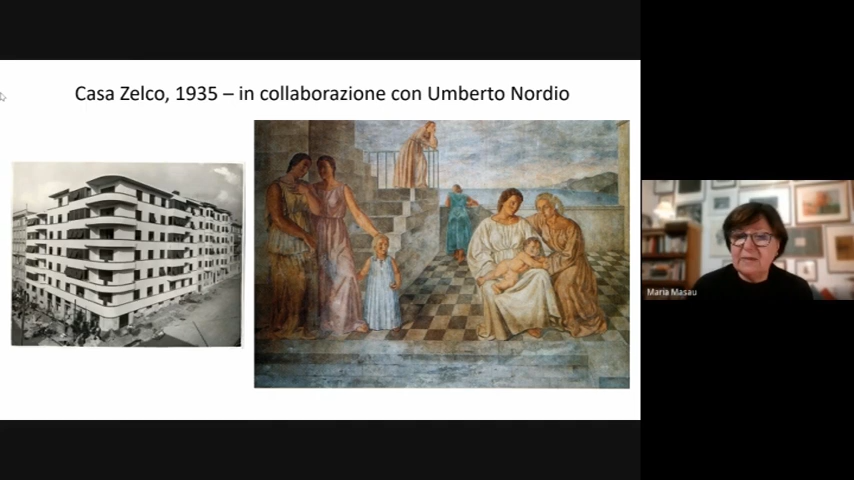 Casa Zelco, 1935 – in collaborazione con Umberto Nordio
Maria Masau